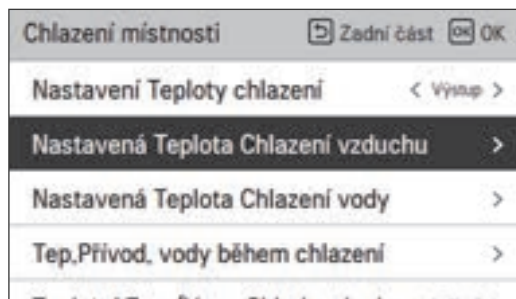 Chlazení místnosti Zadní část OK OK
Nastavení Teploty chlazení < Výstup >
Nastavená Teplota Chlazení vzduchu >
Nastavená Teplota Chlazení vody >
Tep,Přívod, vody během chlazení >